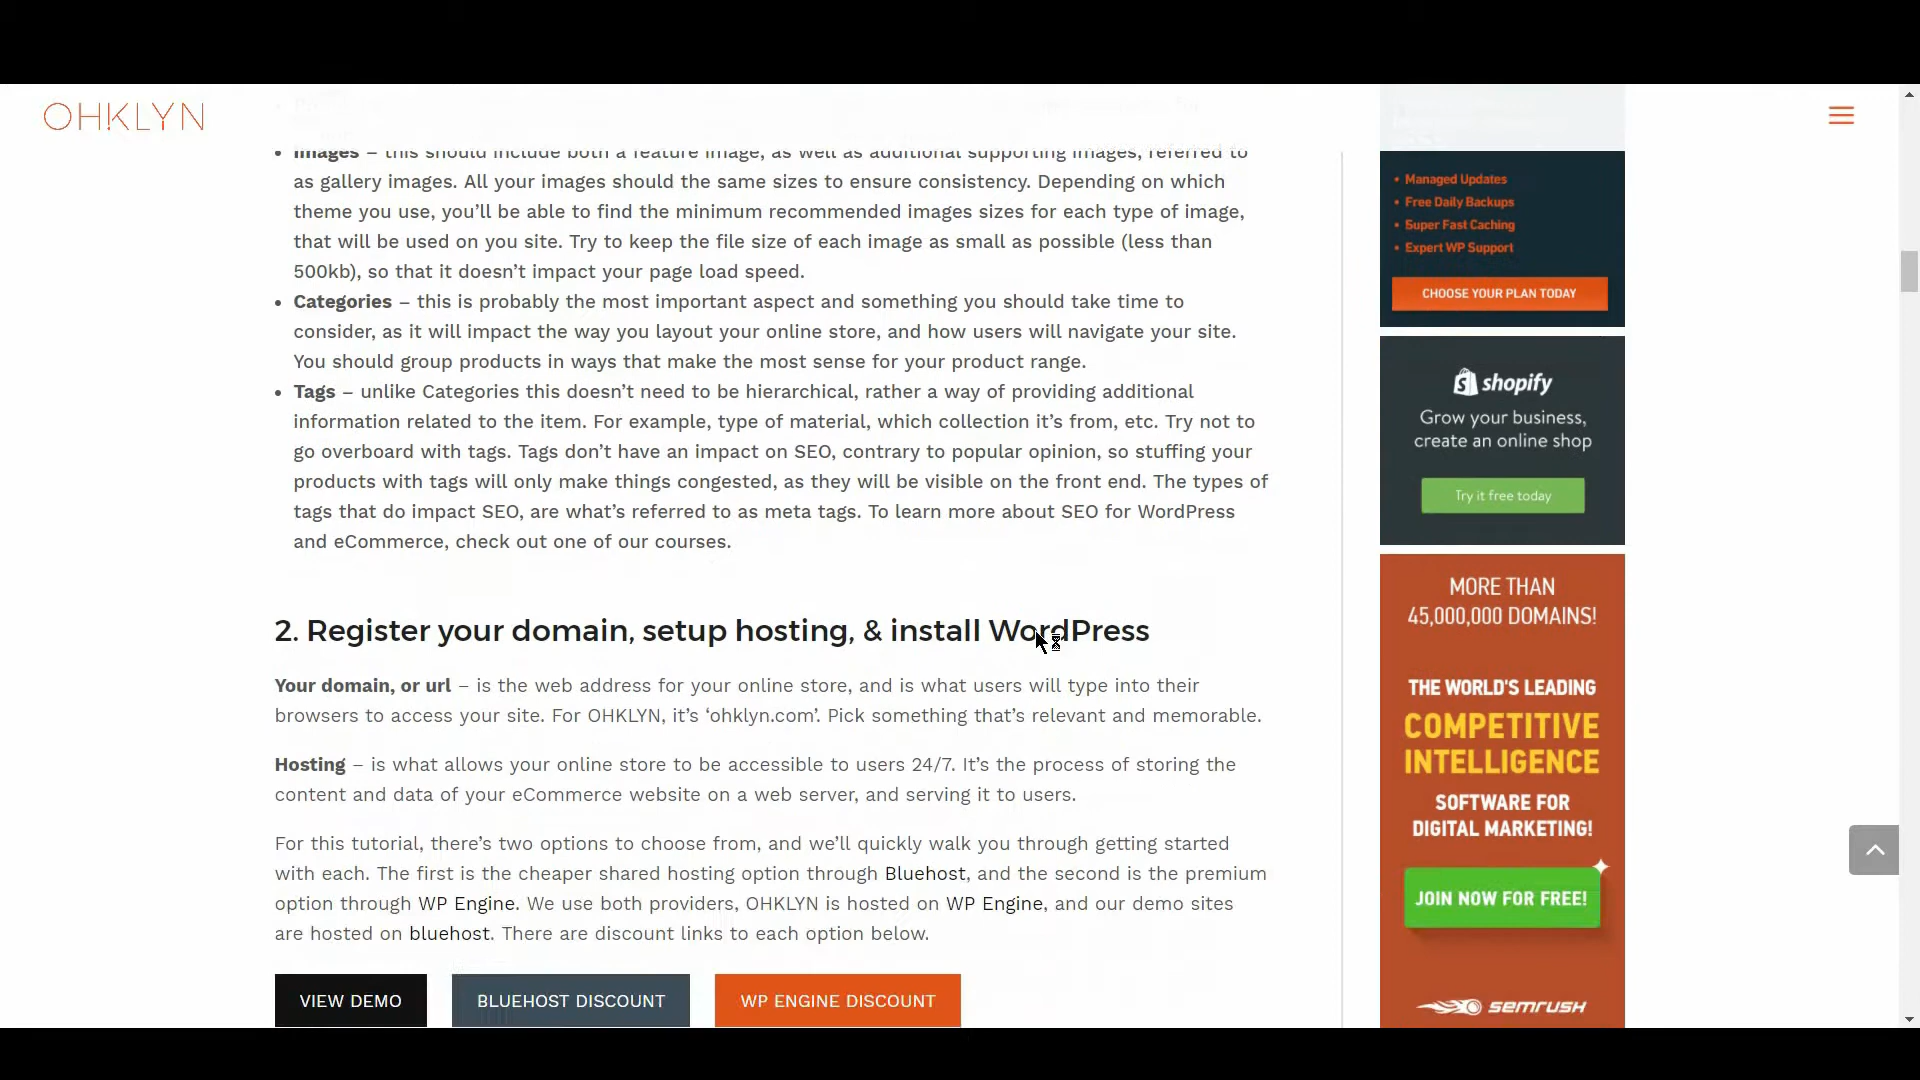 OHKLYN
• Images – this should include both a feature image, as well as additional supporting images, referred to
as gallery images. All your images should the same sizes to ensure consistency. Depending on which
theme you use, you’ll be able to find the minimum recommended images sizes for each type of image,
that will be used on you site. Try to keep the file size of each image as small as possible (less than
500kb), so that it doesn’t impact your page load speed.
• Categories – this is probably the most important aspect and something you should take time to
consider, as it will impact the way you layout your online store, and how users will navigate your site.
You should group products in ways that make the most sense for your product range.
• Tags – unlike Categories this doesn’t need to be hierarchical, rather a way of providing additional
information related to the item. For example, type of material, which collection it’s from, etc. Try not to
go overboard with tags. Tags don’t have an impact on SEO, contrary to popular opinion, so stuffing your
products with tags will only make things congested, as they will be visible on the front end. The types of
tags that do impact SEO, are what’s referred to as meta tags. To learn more about SEO for WordPress
and eCommerce, check out one of our courses.
2. Register your domain, setup hosting, & install WordPress
Your domain, or url – is the web address for your online store, and is what users will type into their
browsers to access your site. For OHKLYN, it’s ‘ohklyn.com’. Pick something that’s relevant and memorable.
Hosting – is what allows your online store to be accessible to users 24/7. It’s the process of storing the
content and data of your eCommerce website on a web server, and serving it to users.
For this tutorial, there’s two options to choose from, and we’ll quickly walk you through getting started
with each. The first is the cheaper shared hosting option through Bluehost, and the second is the premium
option through WP Engine. We use both providers, OHKLYN is hosted on WP Engine, and our demo sites
are hosted on bluehost. There are discount links to each option below.
VIEW DEMO
BLUEHOST DISCOUNT
WP ENGINE DISCOUNT
• Managed Updates
• Free Daily Backups
• Super Fast Caching
• Expert WP Support
CHOOSE YOUR PLAN TODAY
shopify
Grow your business,
create an online shop
Try it free today
MORE THAN
45,000,000 DOMAINS!
THE WORLD'S LEADING
COMPETITIVE
INTELLIGENCE
SOFTWARE FOR
DIGITAL MARKETING!
JOIN NOW FOR FREE!
semrush